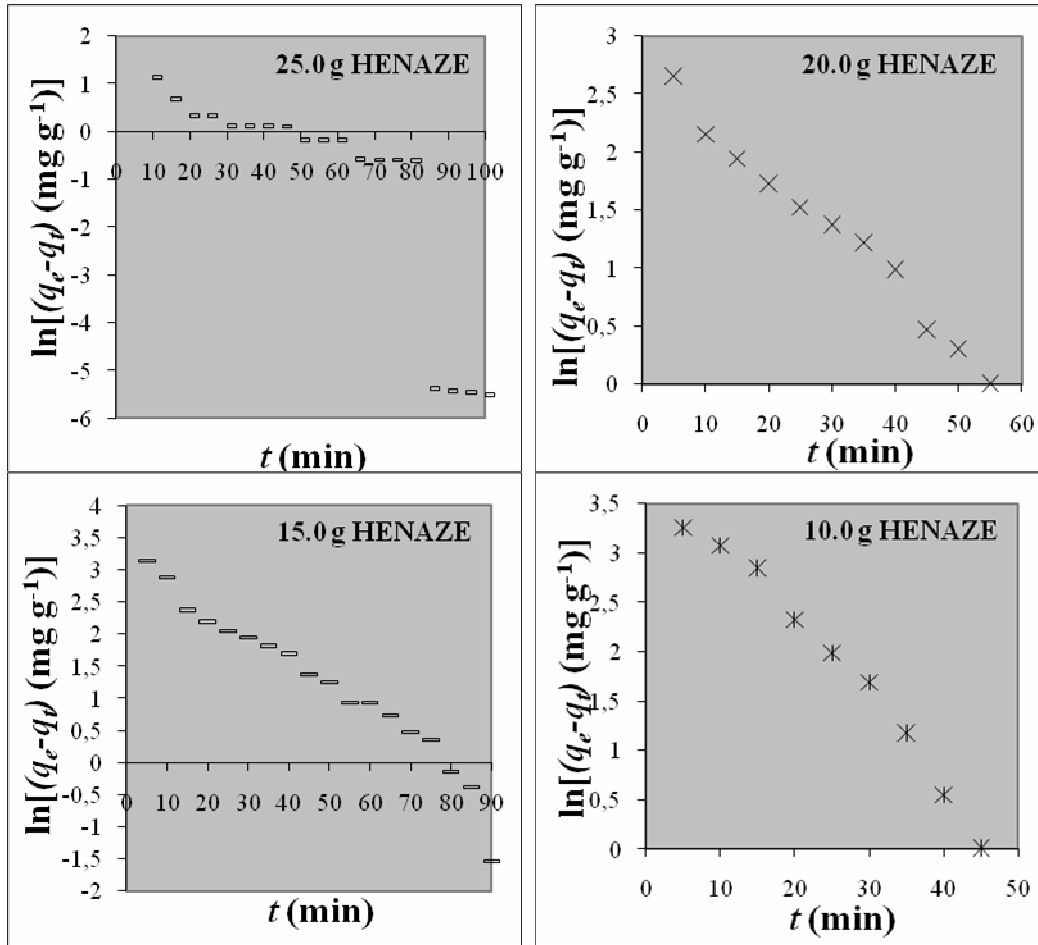 25.0 g HENAZE
ln[(qe-qt) (mg g-1)]
2
1
0
-1
-2
-3
-4
-5
-6
0 10 20 30 40 50 60 70 80 90 100
t (min)
20.0 g HENAZE
ln[(qe-qt) (mg g-1)]
3
2,5
2
1,5
1
0,5
0
0 10 20 30 40 50 60
t (min)
15.0 g HENAZE
ln[(qe-qt) (mg g-1)]
4
3,5
3
2,5
2
1,5
1
0,5
0
-0,5
-1
-1,5
-2
0 10 20 30 40 50 60 70 80 90
t (min)
10.0 g HENAZE
ln[(qe-qt) (mg g-1)]
3,5
3
2,5
2
1,5
1
0,5
0
0 10 20 30 40 50
t (min)